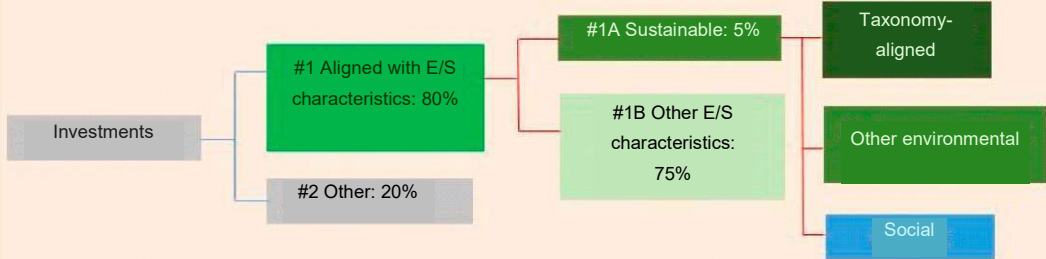 Investments
#1 Aligned with E/S
characteristics: 80%
#2 Other: 20%
#1A Sustainable: 5%
#1B Other E/S
characteristics:
75%
Taxonomy-
aligned
Other environmental
Social